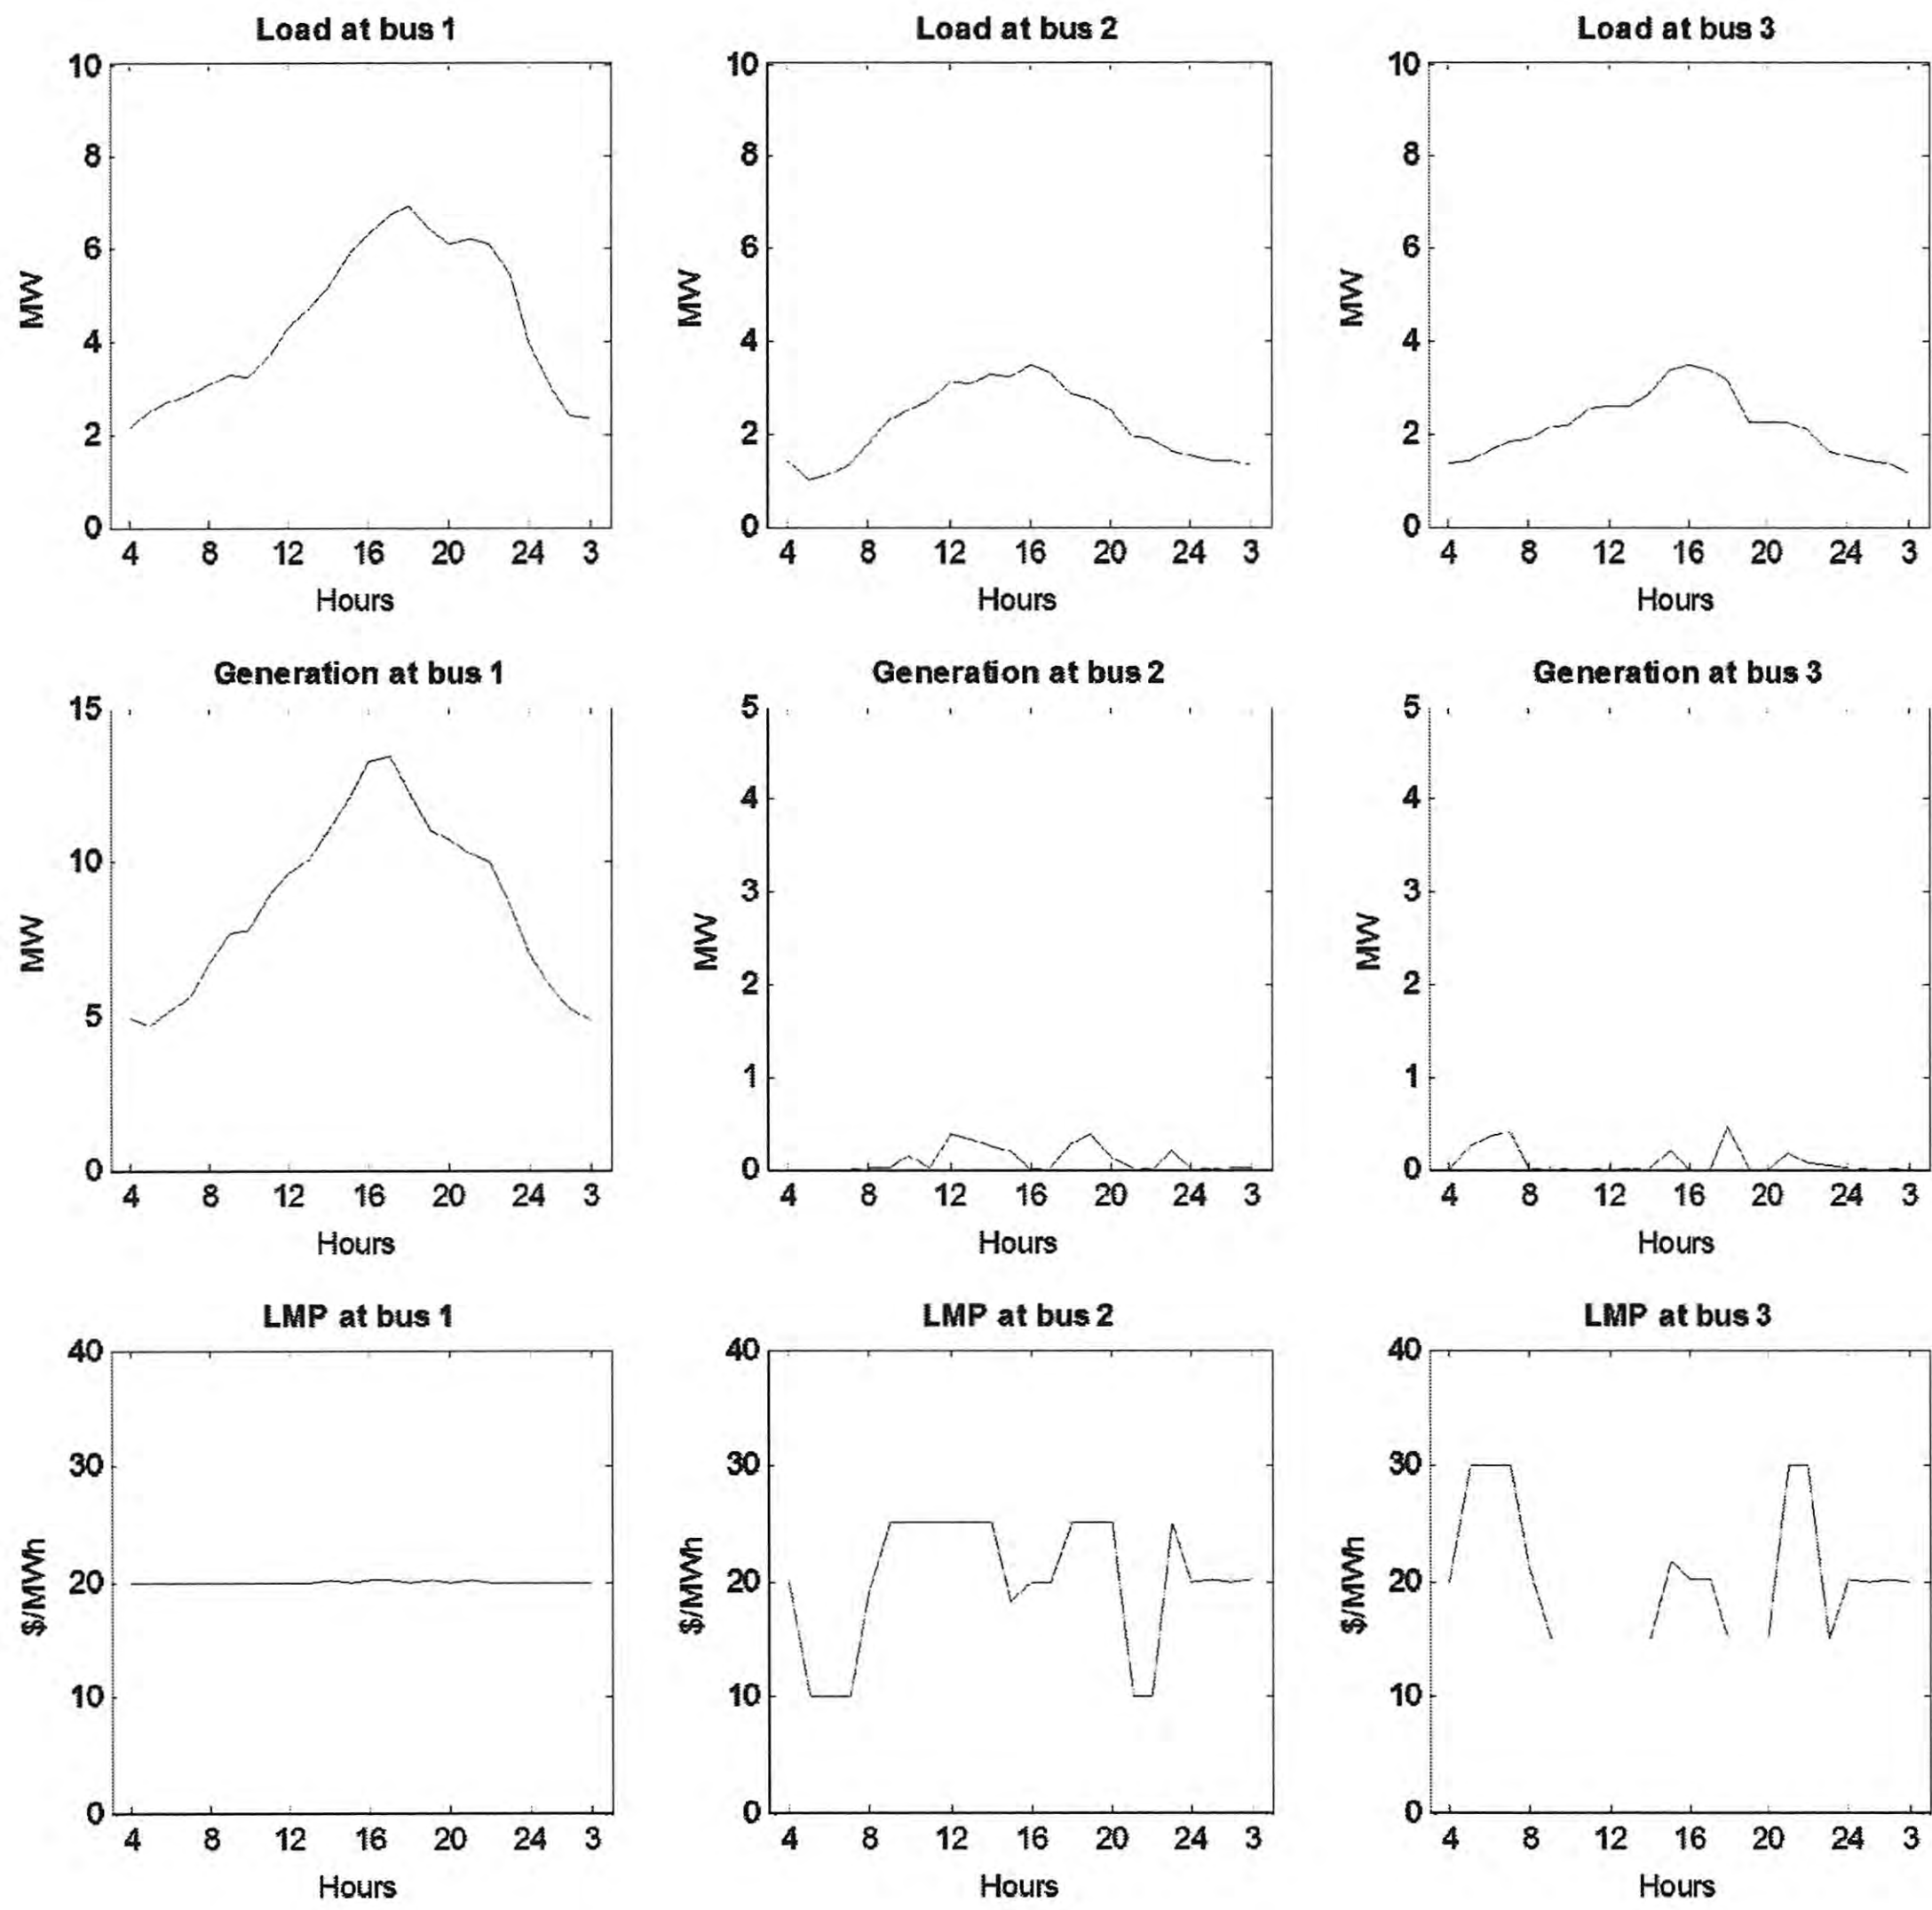 Load at bus 1
Load at bus 2
Load at bus 3
10
8
6
4
2
0
MW
4 8 12 16 20 24 3
Hours
10
8
6
4
2
0
MW
4 8 12 16 20 24 3
Hours
10
8
6
4
2
0
MW
4 8 12 16 20 24 3
Hours
Generation at bus 1
Generation at bus 2
Generation at bus 3
15
10
5
0
MW
4 8 12 16 20 24 3
Hours
5
4
3
2
1
0
MW
4 8 12 16 20 24 3
Hours
5
4
3
2
1
0
MW
4 8 12 16 20 24 3
Hours
LMP at bus 1
LMP at bus 2
LMP at bus 3
40
30
20
10
0
$/MWh
4 8 12 16 20 24 3
Hours
40
30
20
10
0
$/MWh
4 8 12 16 20 24 3
Hours
40
30
20
10
0
$/MWh
4 8 12 16 20 24 3
Hours